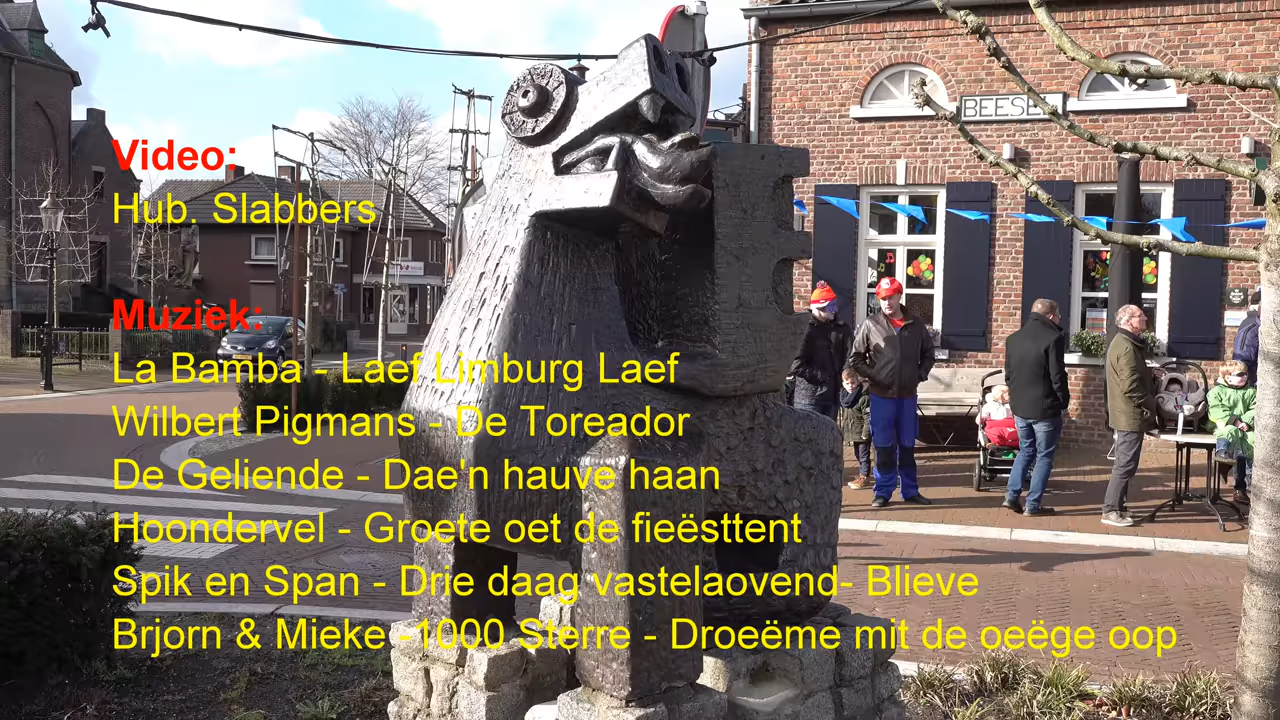 BEESEL
Video:
Hub. Slabbers
Muziek:
La Bamba - Laef Limburg Laef
Wilbert Pigmans - De Toreador
De Geliende - Dae'n hauve haan
Hoondervel - Groete oet de fieësttent
Spik en Span - Drie daag vastelaovend- Blieve
Brjorn & Mieke -1000 Sterre - Droeëme mit de oeëge oop